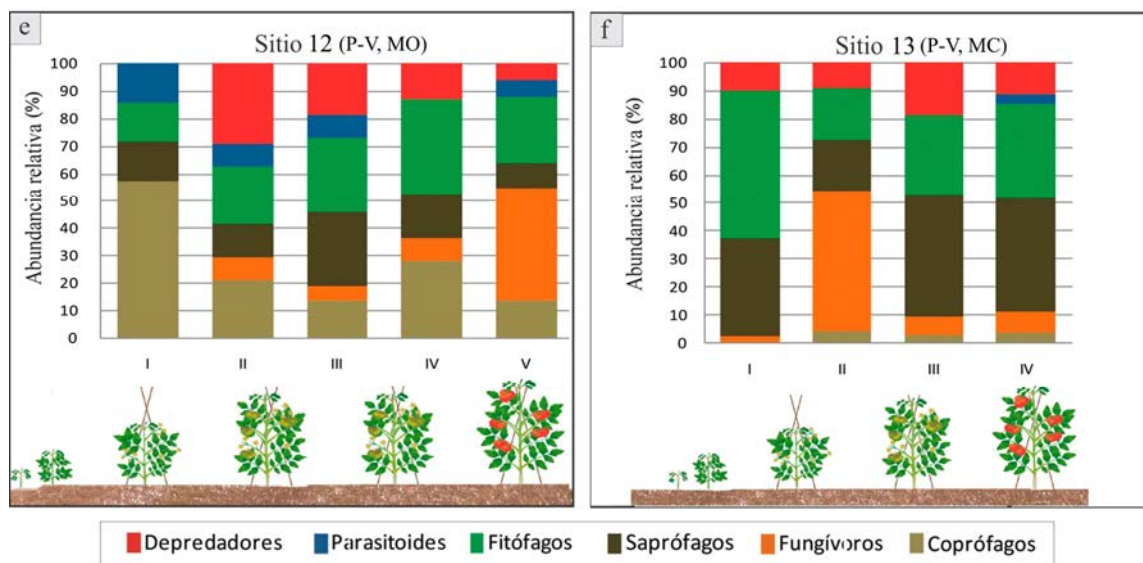 e
Sitio 12 (P-V, MO)
Abundancia relativa (%)
100
90
80
70
60
50
40
30
20
10
0
I II III IV V
f
Sitio 13 (P-V, MC)
Abundancia relativa (%)
100
90
80
70
60
50
40
30
20
10
0
I II III IV
Depredadores Parasitoides Fitófagos Saprófagos Fungívoros Coprófagos